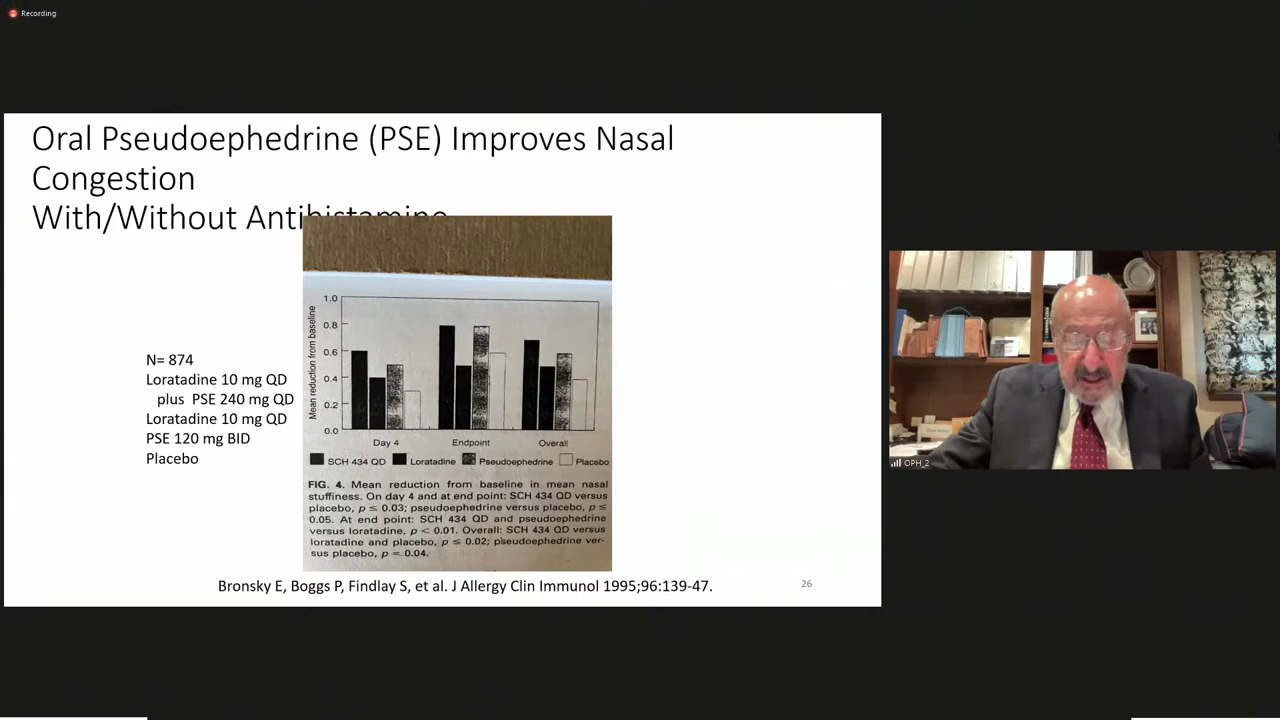 Recording
Oral Pseudoephedrine (PSE) Improves Nasal
Congestion
With/Without Antihistamine
N= 874
Loratadine 10 mg QD
plus PSE 240 mg QD
Loratadine 10 mg QD
PSE 120 mg BID
Placebo
Mean reduction from baseline
1.0
0.8
0.6
0.4
0.2
0.0
Day 4 Endpoint Overall
SCH 434 QD Loratadine Pseudoephedrine Placebo
FIG. 4. Mean reduction from baseline in mean nasal
stuffiness. On day 4 and at end point: SCH 434 QD versus
placebo, p ≤ 0.03; pseudoephedrine versus placebo, p ≤
0.05. At end point: SCH 434 QD and pseudoephedrine
versus loratadine, p < 0.01. Overall: SCH 434 QD versus
loratadine and placebo, p ≤ 0.02; pseudoephedrine ver-
sus placebo, p = 0.04.
Bronsky E, Boggs P, Findlay S, et al. J Allergy Clin Immunol 1995;96:139-47.
26
OPH_2